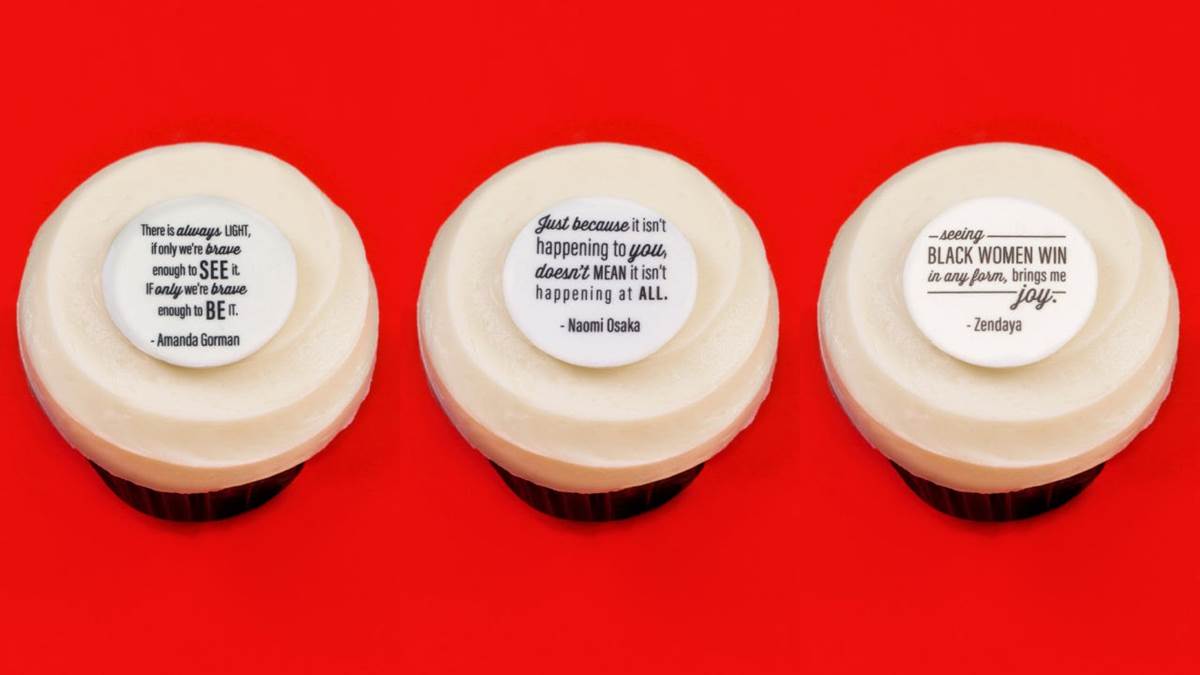 There is always LIGHT,
if only we're brave
enough to SEE it.
IF only we're brave
enough to BE IT.
- Amanda Gorman
Just because it isn't
happening to you,
doesn't MEAN it isn't
happening at ALL.
- Naomi Osaka
seeing
BLACK WOMEN WIN
in any form, brings me
joy.
- Zendaya